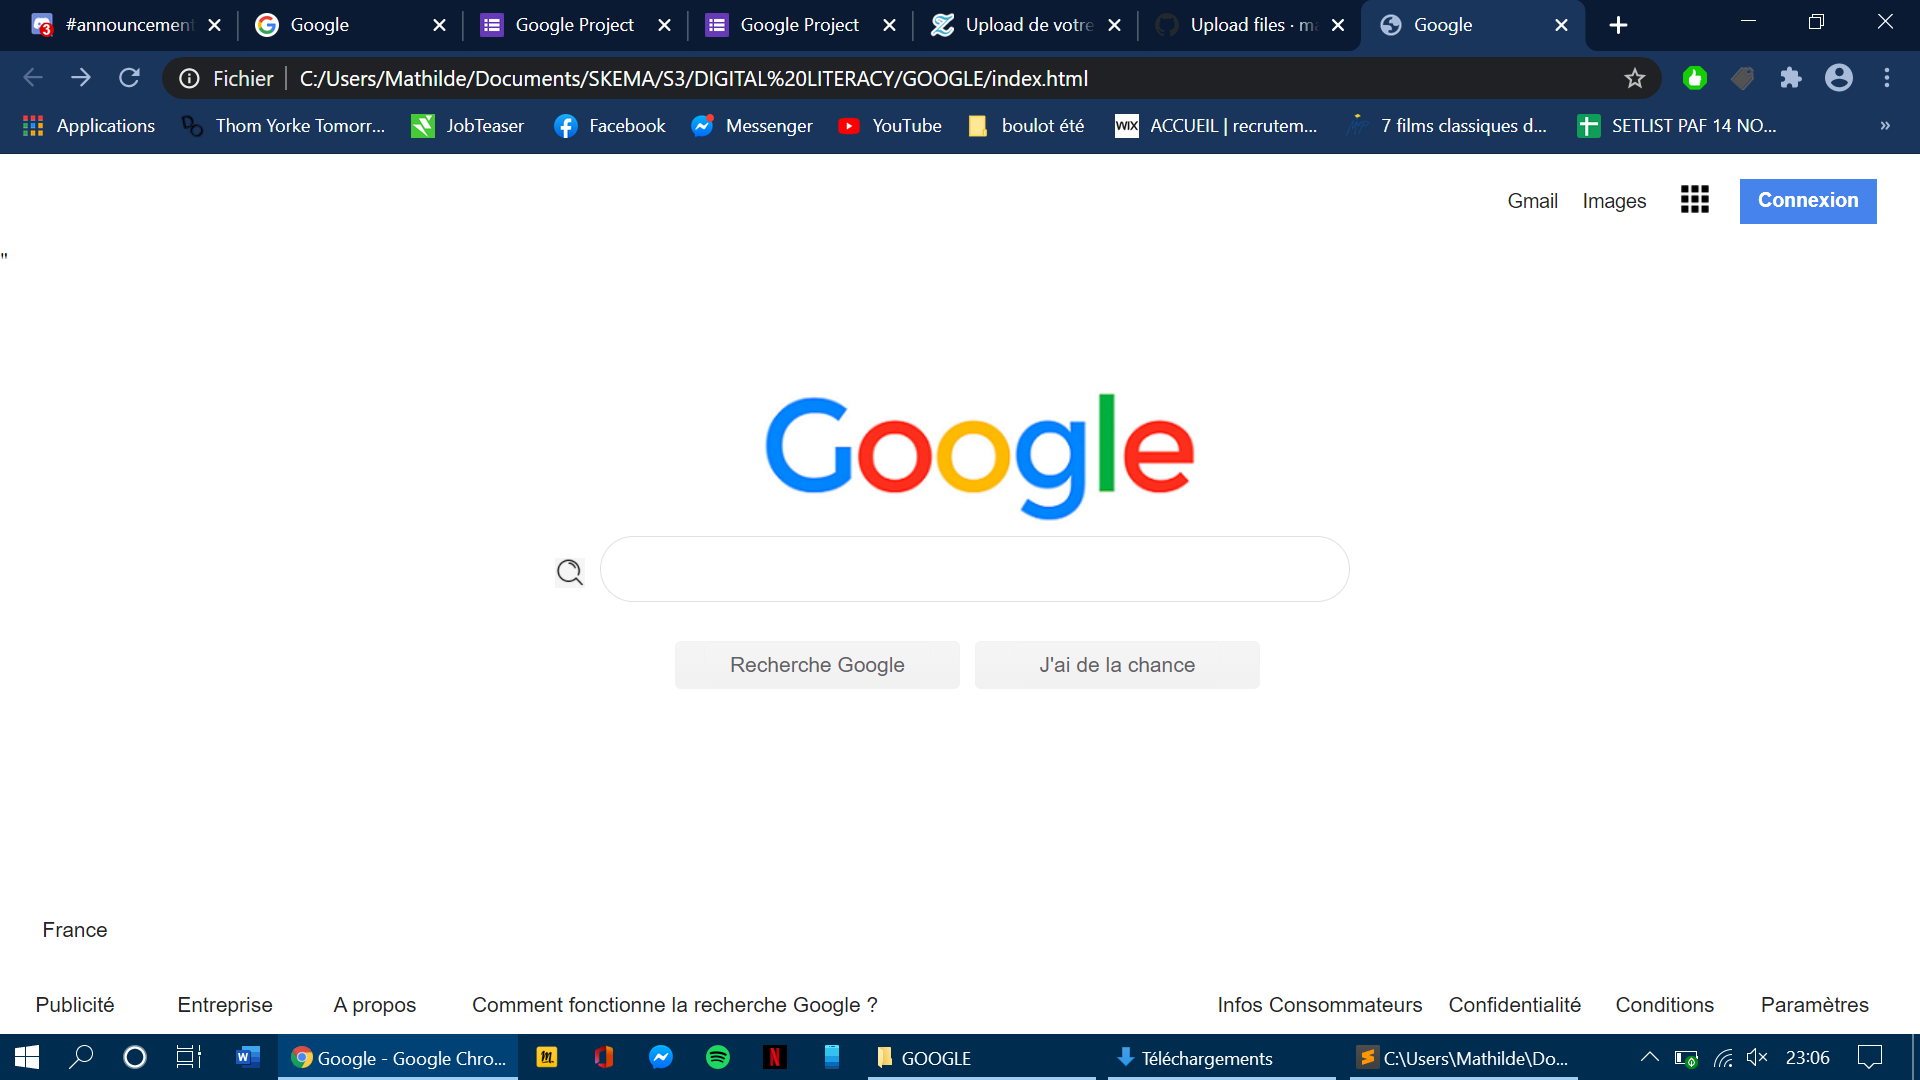 #announcement
Google
Google Project
Google Project
Upload de votre
Upload files · ma
Google
Fichier
C:/Users/Mathilde/Documents/SKEMA/S3/DIGITAL%20LITERACY/GOOGLE/index.html
Applications
Thom Yorke Tomorr...
JobTeaser
Facebook
Messenger
YouTube
boulot été
WIX
ACCUEIL | recrutem...
7 films classiques d...
SETLIST PAF 14 NO...
»
Gmail
Images
Connexion
"
Google
Recherche Google
J'ai de la chance
France
Publicité
Entreprise
A propos
Comment fonctionne la recherche Google ?
Infos Consommateurs
Confidentialité
Conditions
Paramètres
Google - Google Chro...
GOOGLE
Téléchargements
C:\Users\Mathilde\Do...
23:06